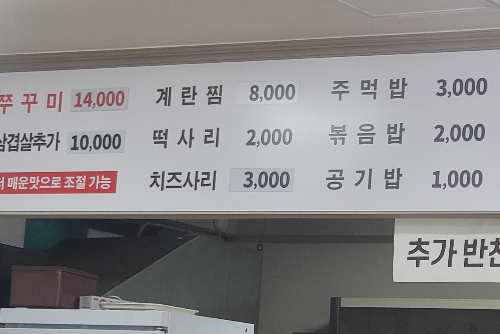 쭈꾸미 14,000 계란찜 8,000 주먹밥 3,000
삼겹살추가 10,000 떡사리 2,000 볶음밥 2,000
더 매운맛으로 조절 가능 치즈사리 3,000 공기밥 1,000
추가 반찬